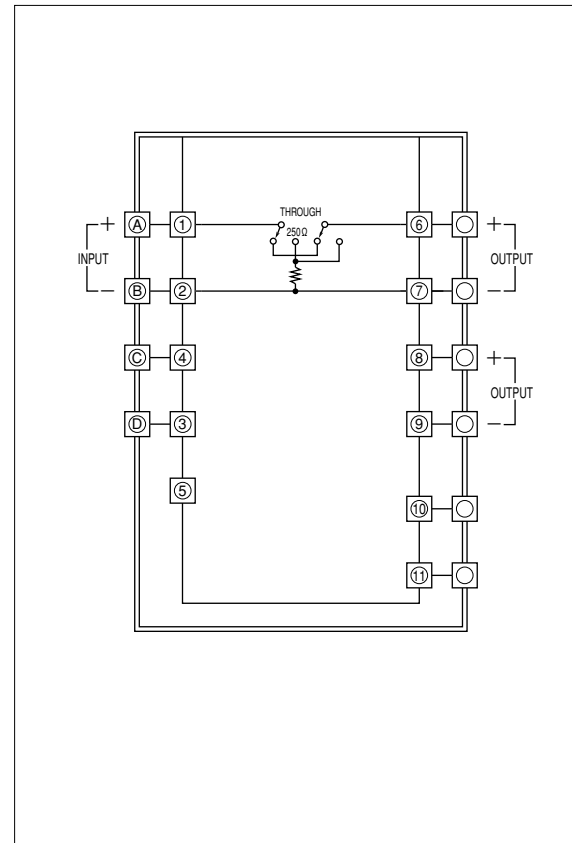 THROUGH
+ Ⓐ ① 250Ω ⑥ +
INPUT OUTPUT
− Ⓑ ② ⑦ −
Ⓒ ④ ⑧ +
OUTPUT
Ⓓ ③ ⑨ −
⑤
⑩
⑪